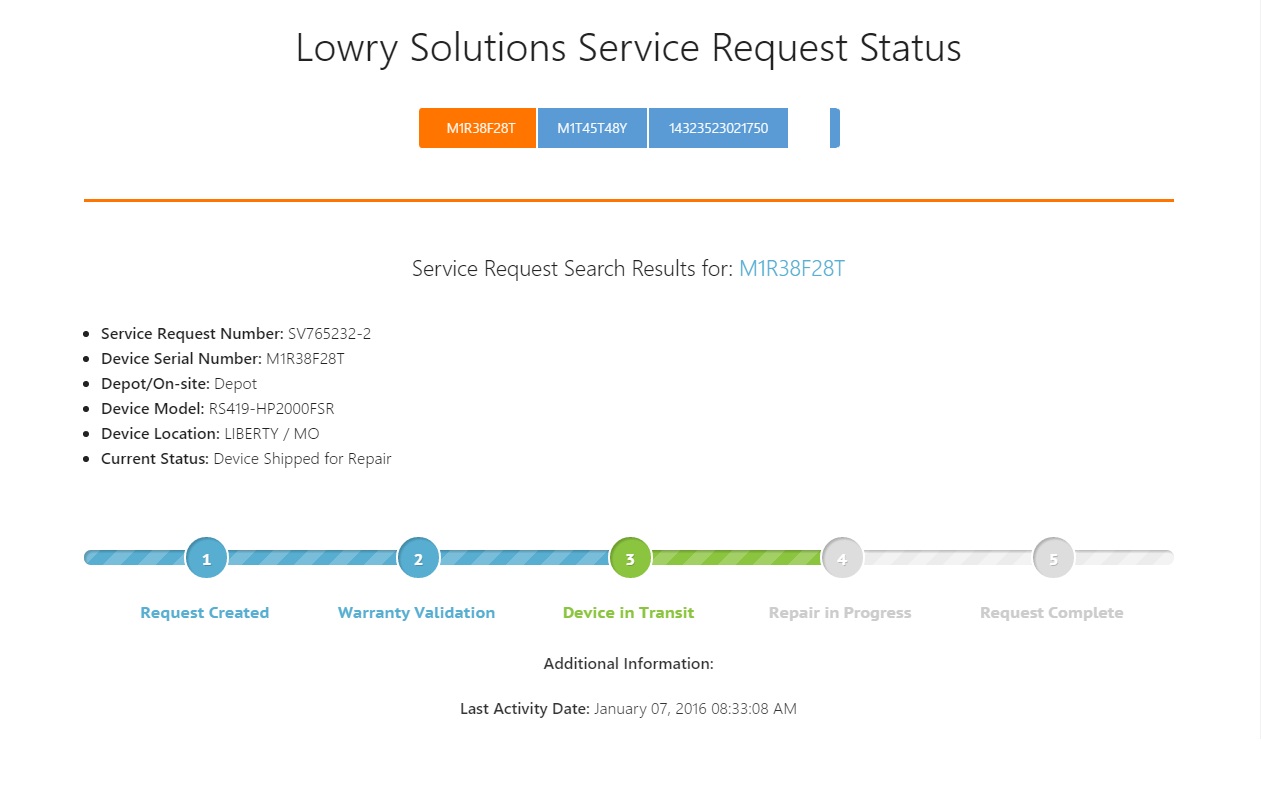 Lowry Solutions Service Request Status
M1R38F28T M1T45T48Y 14323523021750
Service Request Search Results for: M1R38F28T
Service Request Number: SV765232-2
Device Serial Number: M1R38F28T
Depot/On-site: Depot
Device Model: RS419-HP2000FSR
Device Location: LIBERTY / MO
Current Status: Device Shipped for Repair
1 2 3 4 5
Request Created Warranty Validation Device in Transit Repair in Progress Request Complete
Additional Information:
Last Activity Date: January 07, 2016 08:33:08 AM